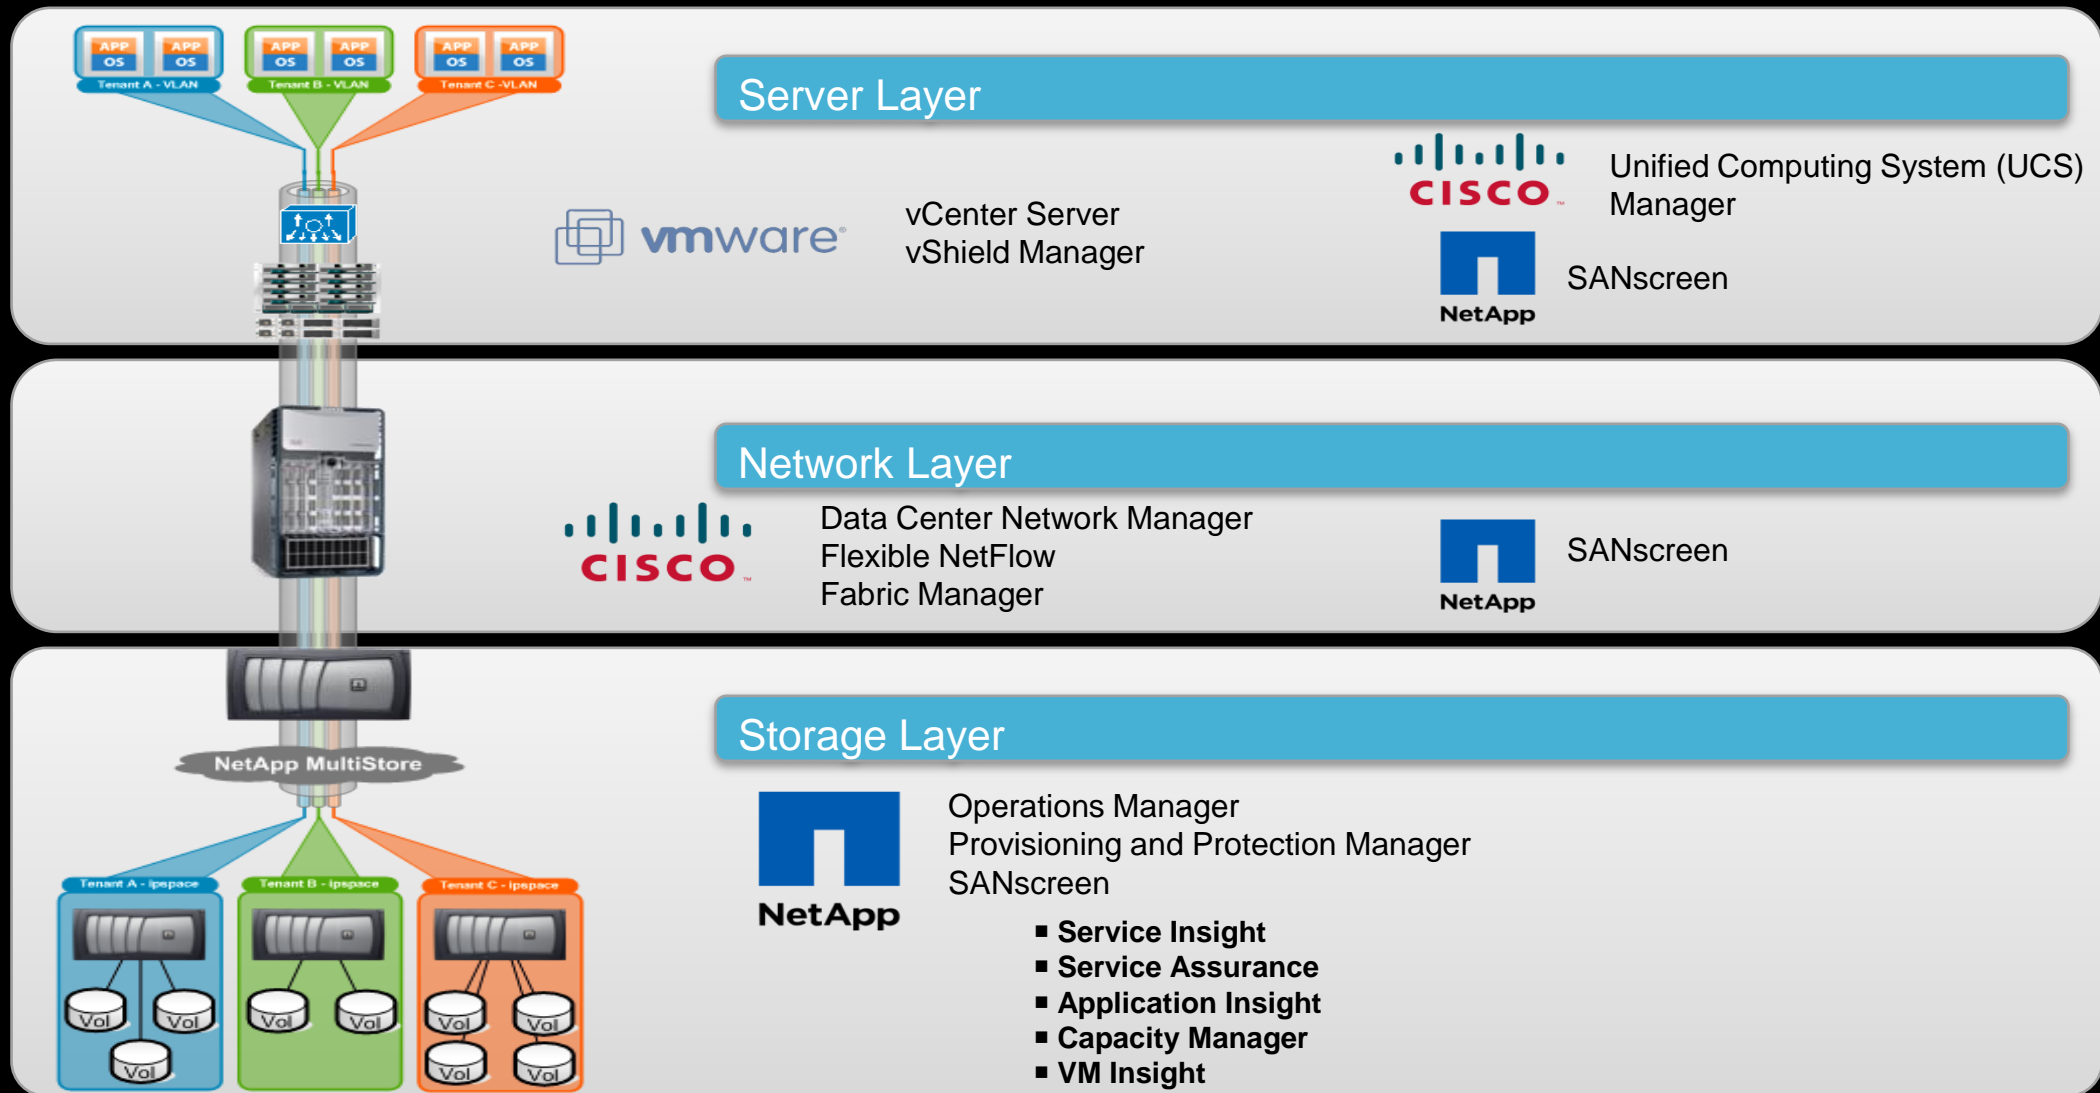 APP APP APP APP APP APP
OS OS OS OS OS OS
Tenant A - VLAN Tenant B - VLAN Tenant C -VLAN
Server Layer
vmware®
vCenter Server
vShield Manager
CISCO™
Unified Computing System (UCS)
Manager
NetApp
SANscreen
Network Layer
CISCO™
Data Center Network Manager
Flexible NetFlow
Fabric Manager
NetApp
SANscreen
NetApp MultiStore
Storage Layer
NetApp
Operations Manager
Provisioning and Protection Manager
SANscreen
▪ Service Insight
▪ Service Assurance
▪ Application Insight
▪ Capacity Manager
▪ VM Insight
Tenant A - ipspace Tenant B - ipspace Tenant C - ipspace
Vol Vol Vol Vol Vol Vol
Vol Vol Vol